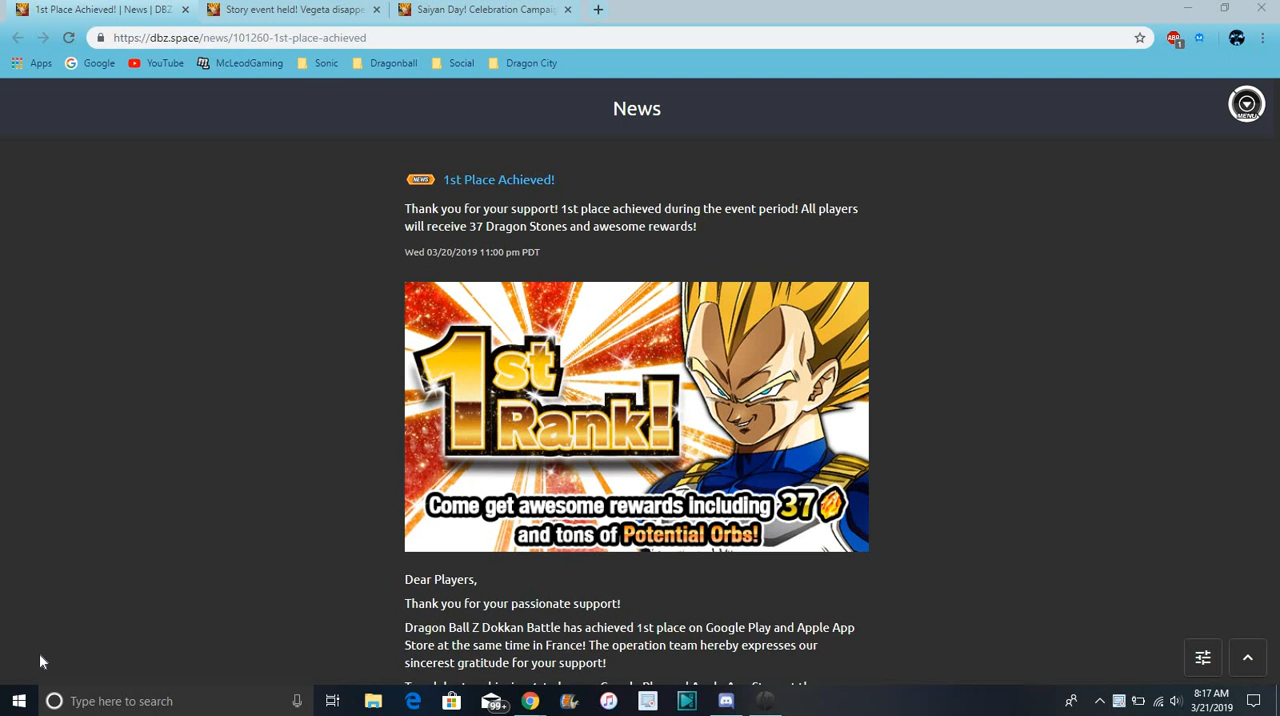 1st Place Achieved! | News | DBZ
Story event held! Vegeta disappe
Saiyan Day! Celebration Campaig
https://dbz.space/news/101260-1st-place-achieved
ABP
1
Apps
Google
YouTube
McLeodGaming
Sonic
Dragonball
Social
Dragon City
News
MENU
NEWS
1st Place Achieved!
Thank you for your support! 1st place achieved during the event period! All players
will receive 37 Dragon Stones and awesome rewards!
Wed 03/20/2019 11:00 pm PDT
1st
Rank!
Come get awesome rewards including 37
and tons of Potential Orbs!
Dear Players,
Thank you for your passionate support!
Dragon Ball Z Dokkan Battle has achieved 1st place on Google Play and Apple App
Store at the same time in France! The operation team hereby expresses our
sincerest gratitude for your support!
Type here to search
99+
8:17 AM
3/21/2019